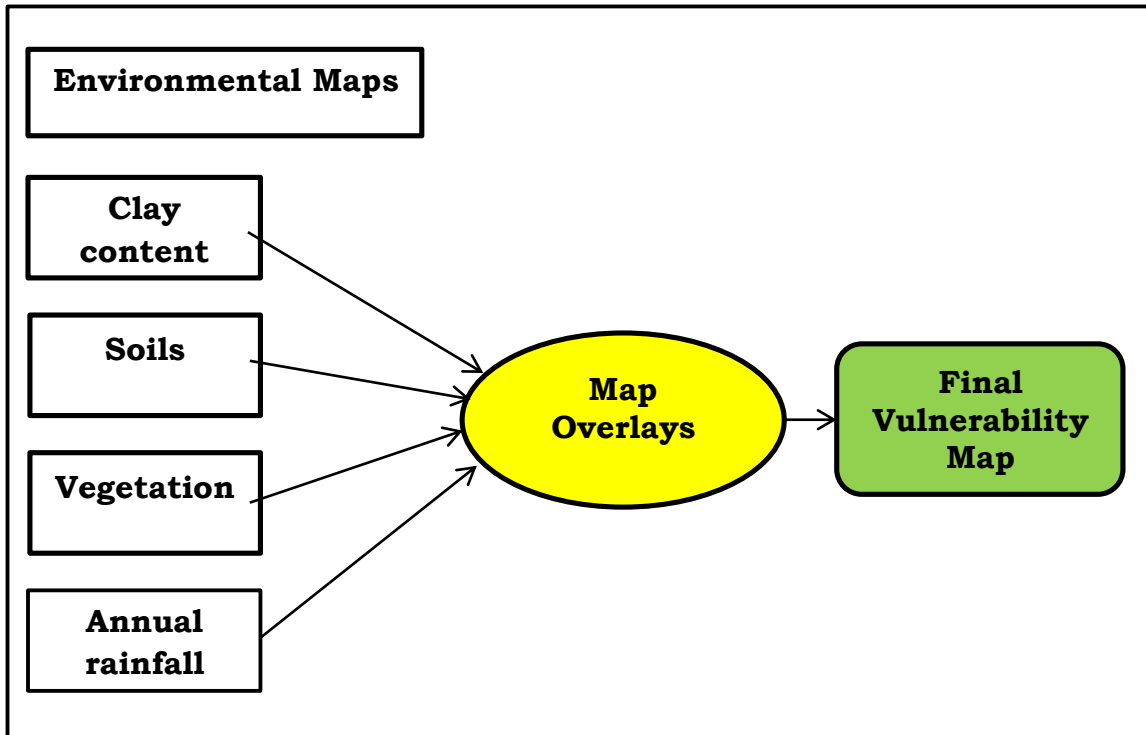 Environmental Maps
Clay
content
Soils
Vegetation
Annual
rainfall
Map
Overlays
Final
Vulnerability
Map